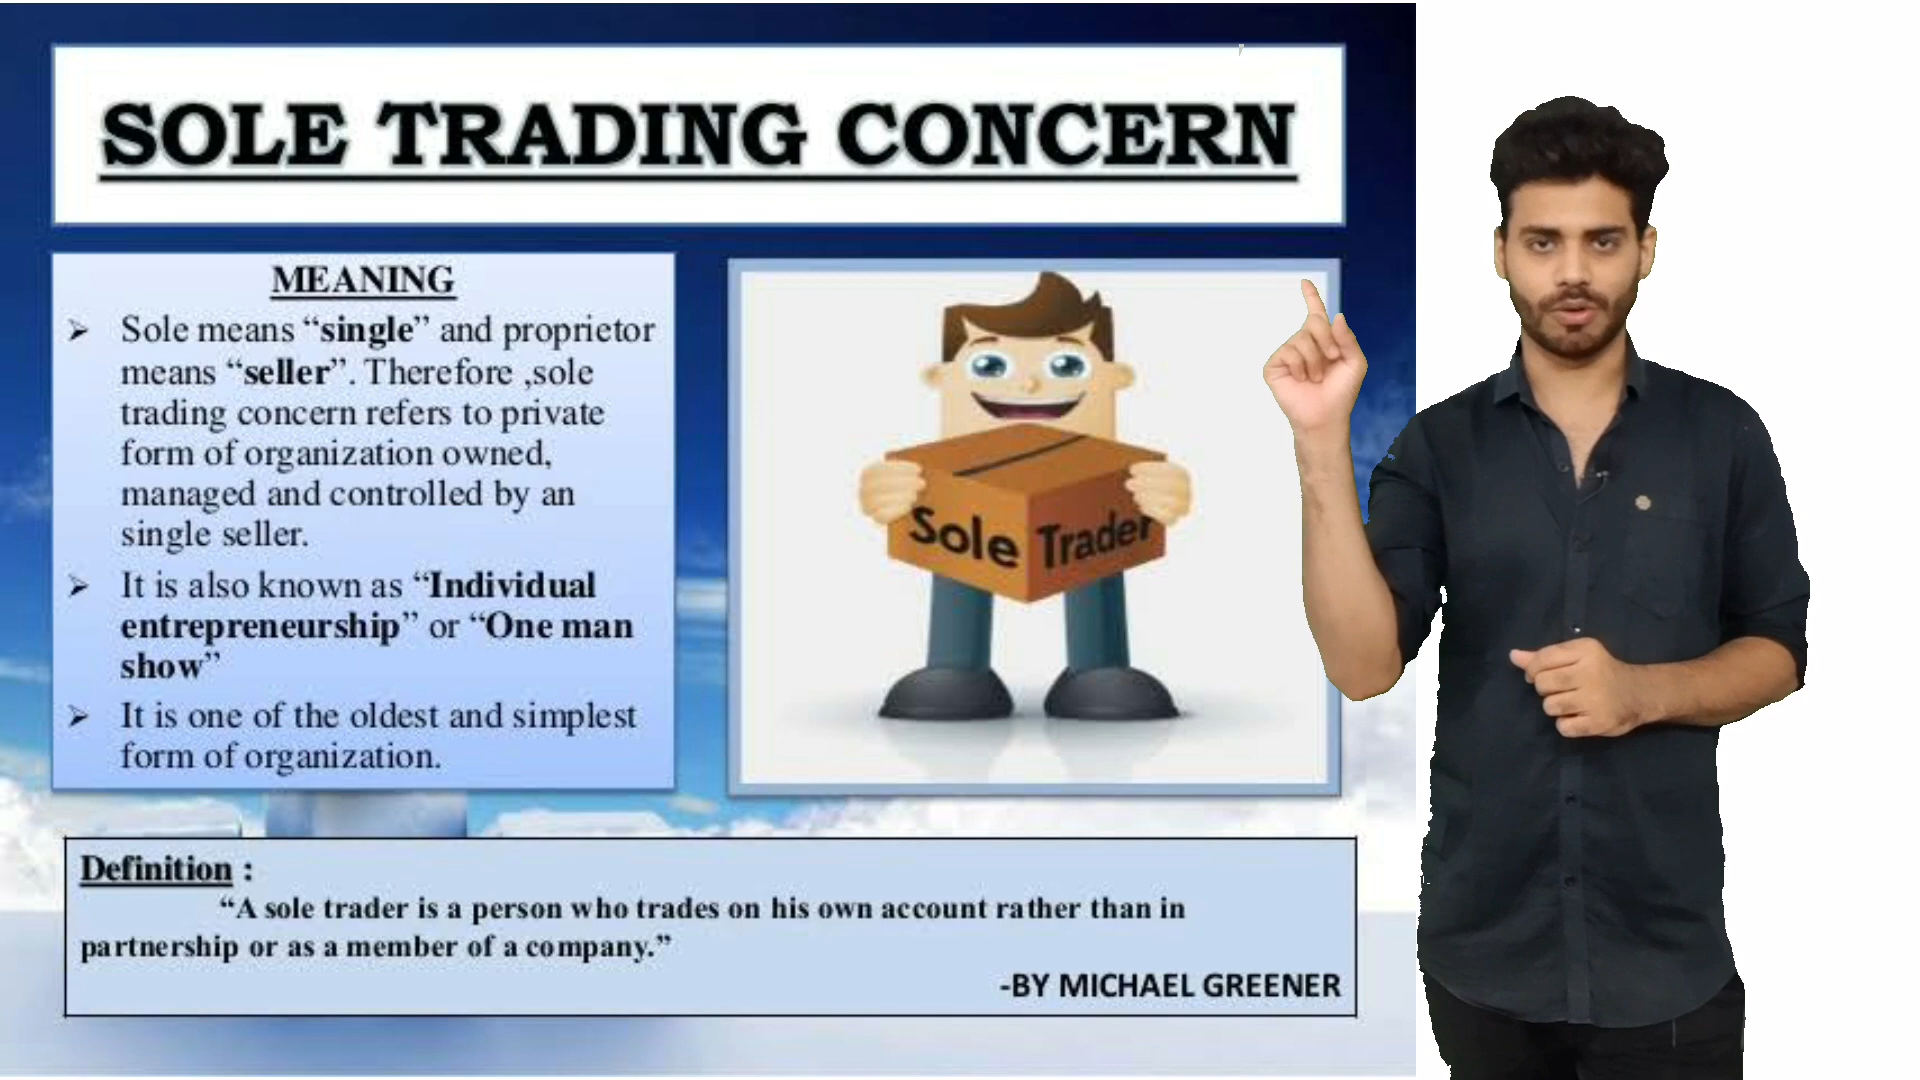 SOLE TRADING CONCERN
MEANING
➢ Sole means “single” and proprietor
means “seller”. Therefore ,sole
trading concern refers to private
form of organization owned,
managed and controlled by an
single seller.
➢ It is also known as “Individual
entrepreneurship” or “One man
show”
➢ It is one of the oldest and simplest
form of organization.
Sole Trader
Definition :
“A sole trader is a person who trades on his own account rather than in
partnership or as a member of a company.”
-BY MICHAEL GREENER